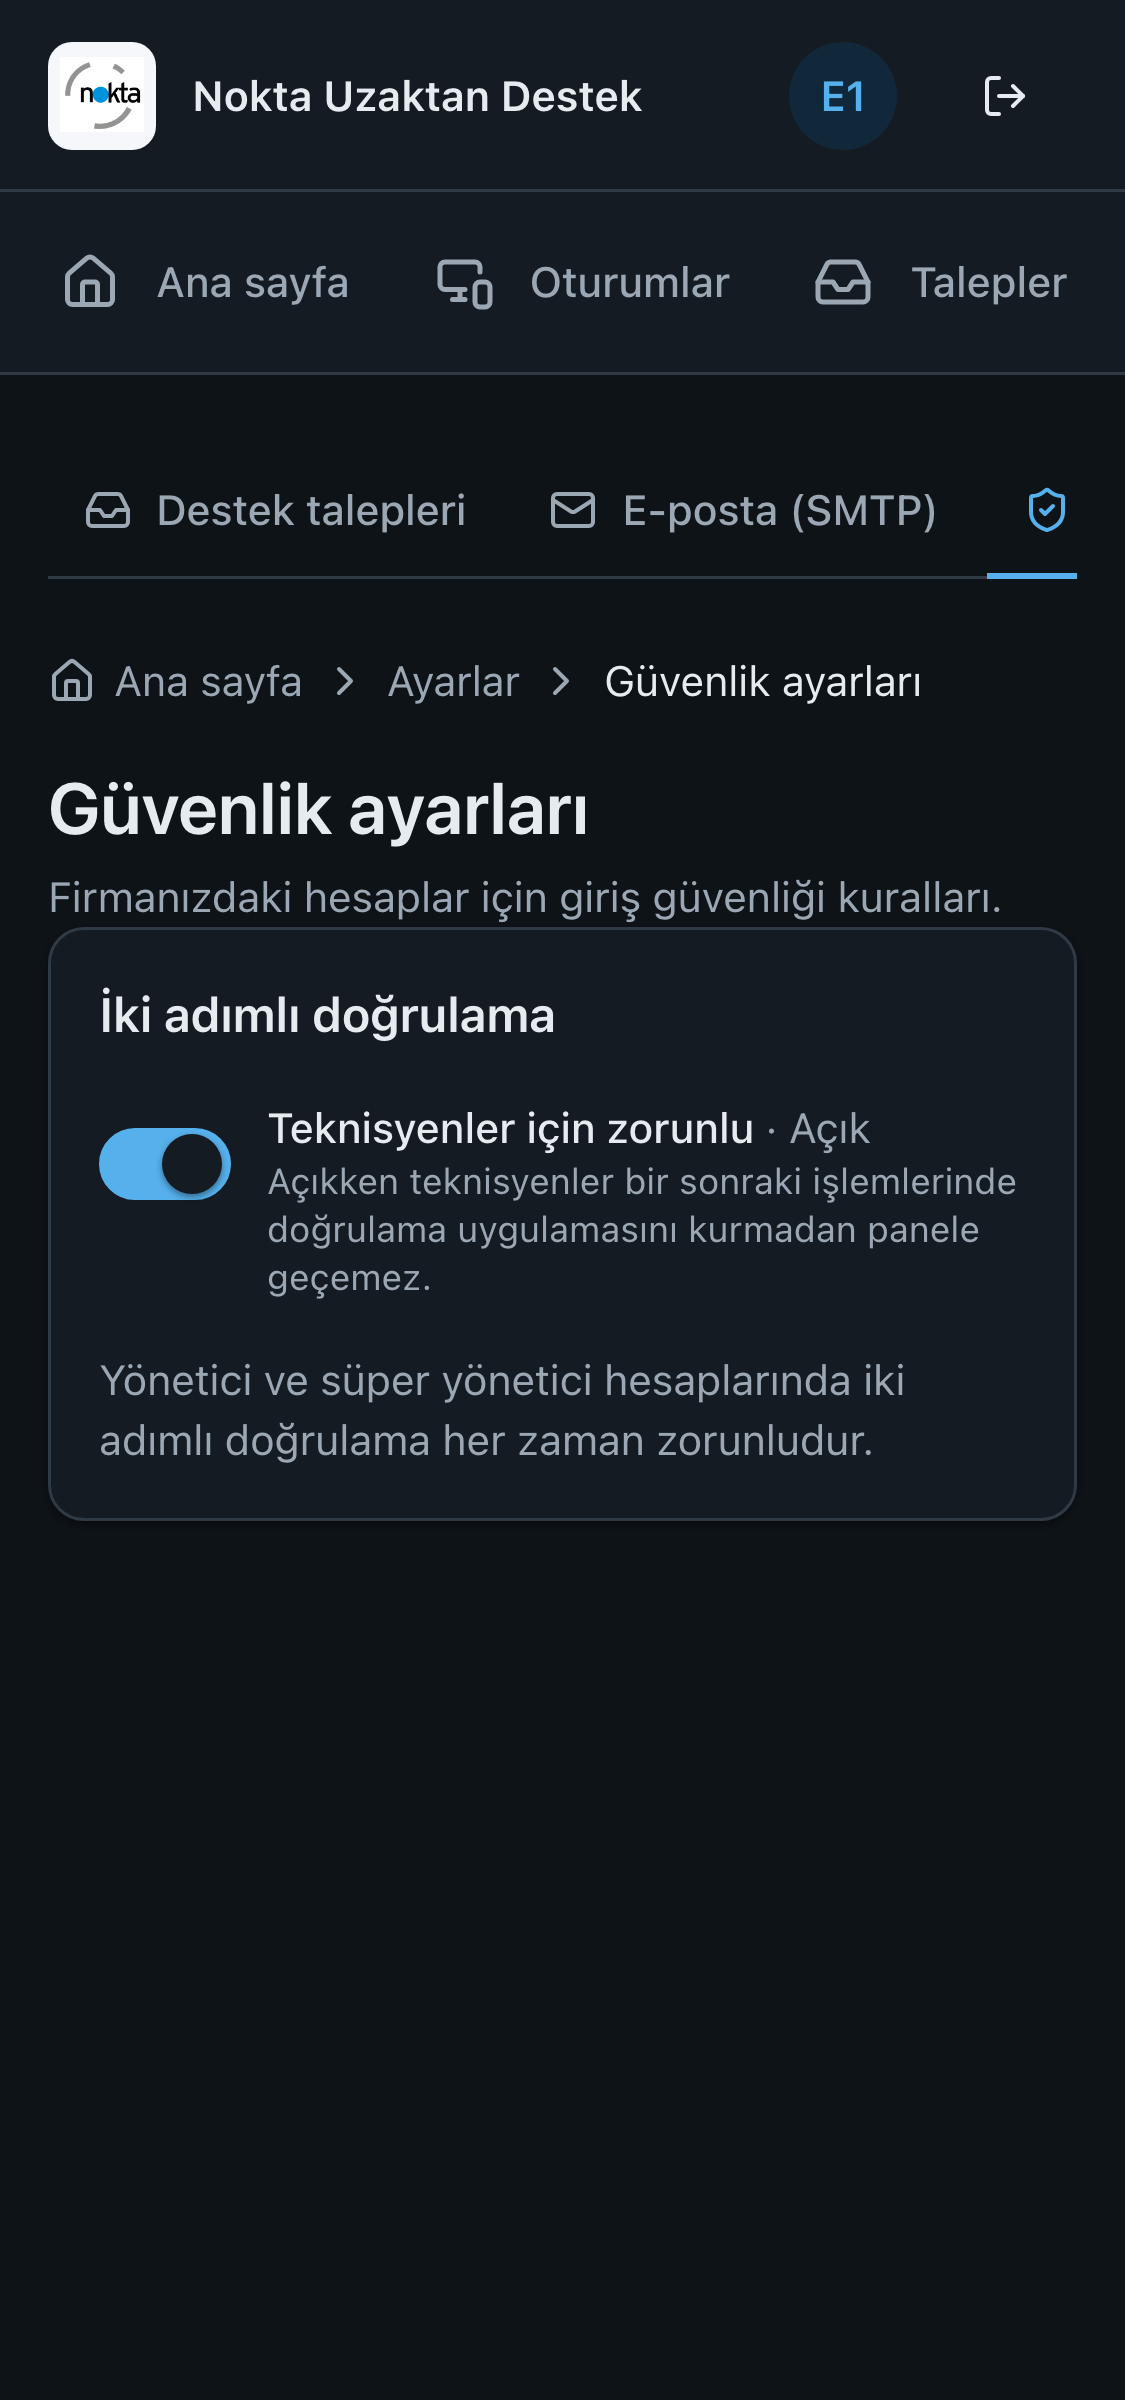 nokta
Nokta Uzaktan Destek
E1
Ana sayfa
Oturumlar
Talepler
Destek talepleri
E-posta (SMTP)
Ana sayfa > Ayarlar > Güvenlik ayarları
Güvenlik ayarları
Firmanızdaki hesaplar için giriş güvenliği kuralları.
İki adımlı doğrulama
Teknisyenler için zorunlu · Açık
Açıkken teknisyenler bir sonraki işlemlerinde
doğrulama uygulamasını kurmadan panele
geçemez.
Yönetici ve süper yönetici hesaplarında iki
adımlı doğrulama her zaman zorunludur.